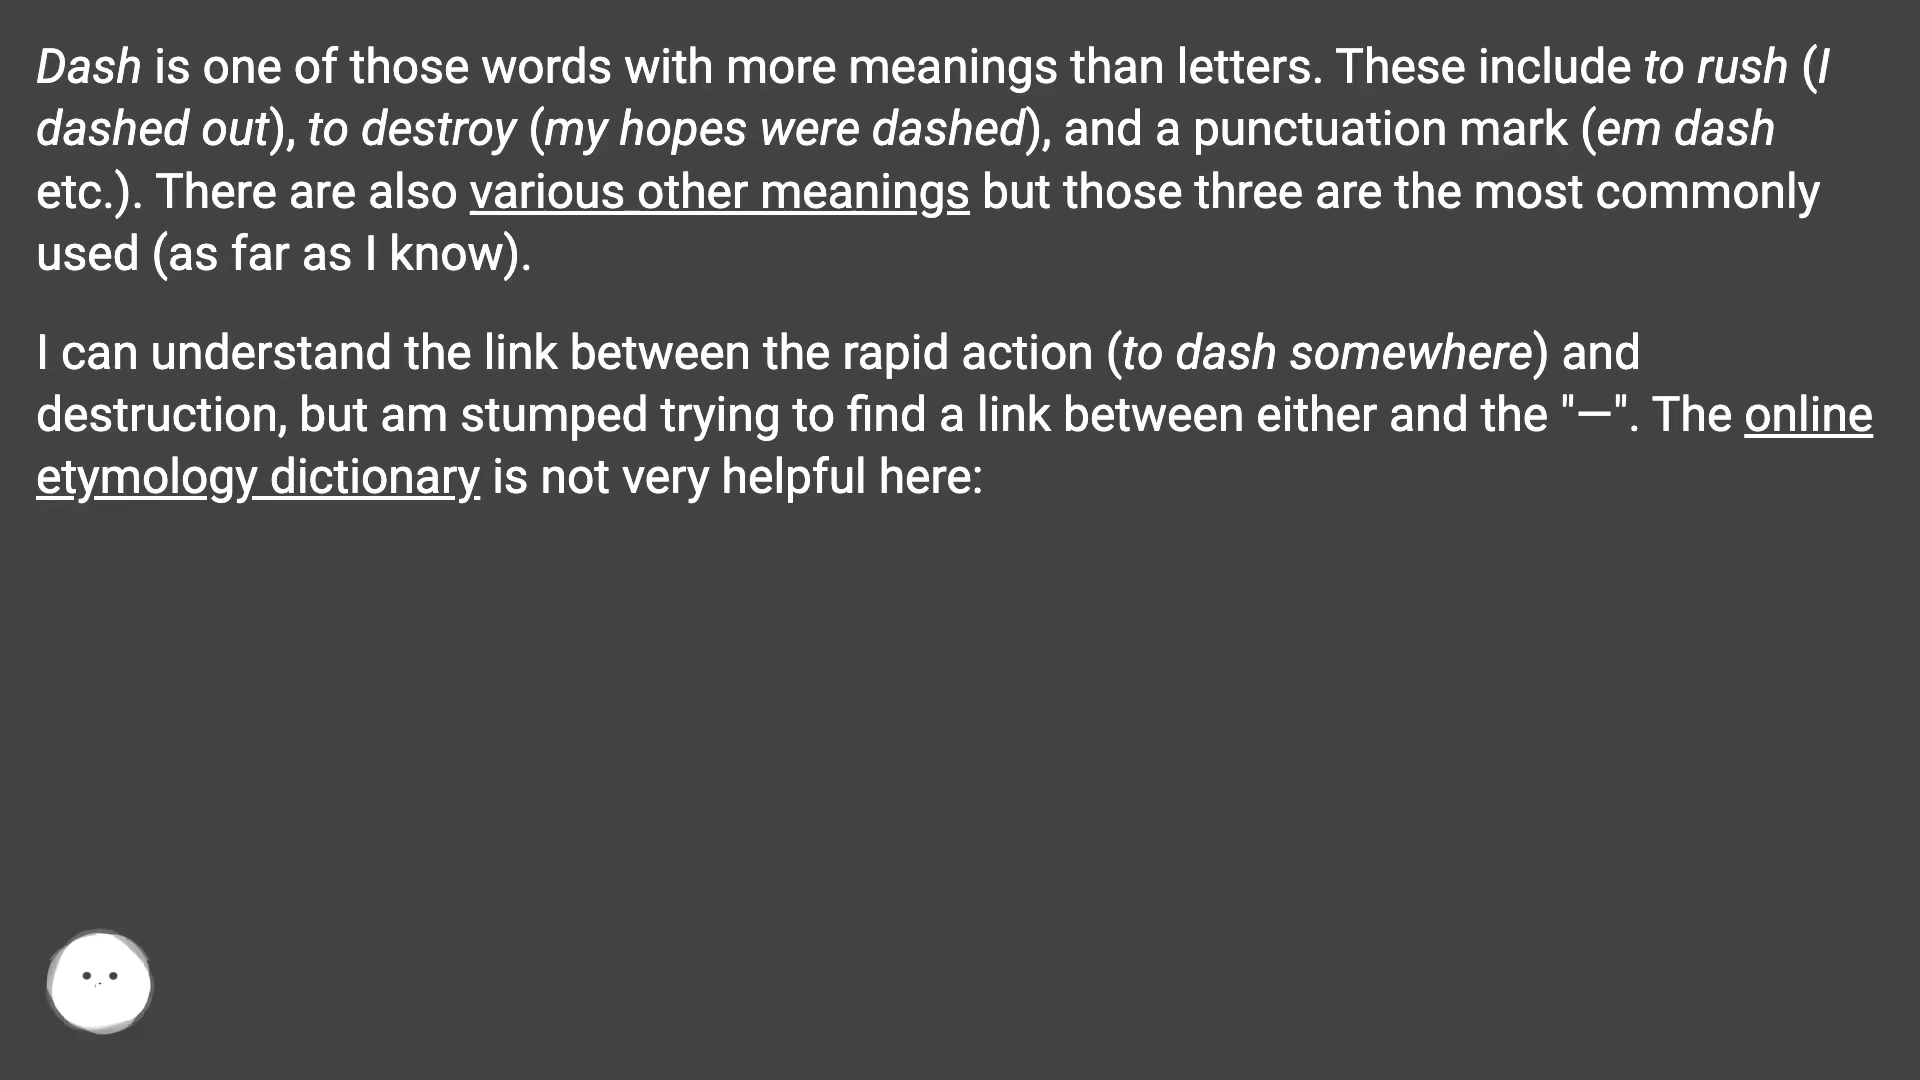 Dash is one of those words with more meanings than letters. These include to rush (I
dashed out), to destroy (my hopes were dashed), and a punctuation mark (em dash
etc.). There are also various other meanings but those three are the most commonly
used (as far as I know).
I can understand the link between the rapid action (to dash somewhere) and
destruction, but am stumped trying to find a link between either and the "—". The online
etymology dictionary is not very helpful here: